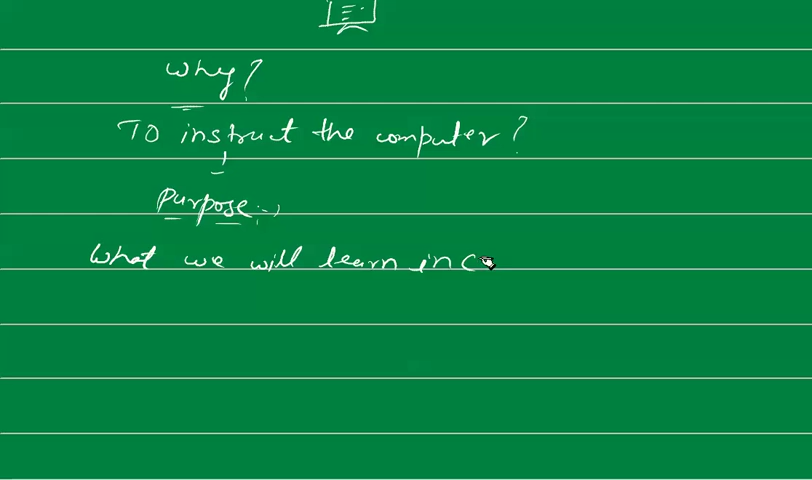 Why?
To instruct the computer?
Purpose:-
What we will learn in C